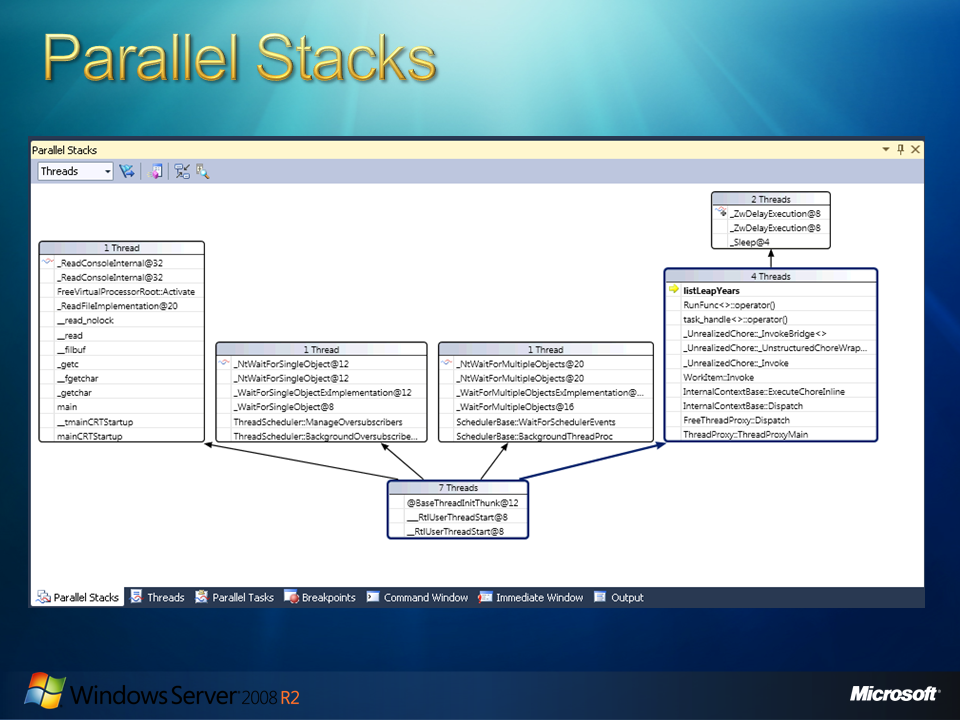 Parallel Stacks
Parallel Stacks
Threads
2 Threads
_ZwDelayExecution@8
_ZwDelayExecution@8
_Sleep@4
1 Thread
_ReadConsoleInternal@32
_ReadConsoleInternal@32
FreeVirtualProcessorRoot::Activate
_ReadFileImplementation@20
__read_nolock
__read
__filbuf
_getc
__fgetchar
_getchar
main
__tmainCRTStartup
mainCRTStartup
1 Thread
_NtWaitForSingleObject@12
_NtWaitForSingleObject@12
_WaitForSingleObjectExImplementation@12
_WaitForSingleObject@8
ThreadScheduler::ManageOversubscribers
ThreadScheduler::BackgroundOversubscribe...
1 Thread
_NtWaitForMultipleObjects@20
_NtWaitForMultipleObjects@20
_WaitForMultipleObjectsExImplementation@...
_WaitForMultipleObjects@16
SchedulerBase::WaitForSchedulerEvents
SchedulerBase::BackgroundThreadProc
4 Threads
listLeapYears
RunFunc<>::operator()
task_handle<>::operator()
_UnrealizedChore::_InvokeBridge<>
_UnrealizedChore::_UnstructuredChoreWrap...
_UnrealizedChore::_Invoke
WorkItem::Invoke
InternalContextBase::ExecuteChoreInline
InternalContextBase::Dispatch
FreeThreadProxy::Dispatch
ThreadProxy::ThreadProxyMain
7 Threads
@BaseThreadInitThunk@12
___RtlUserThreadStart@8
__RtlUserThreadStart@8
Parallel Stacks Threads Parallel Tasks Breakpoints Command Window Immediate Window Output
Windows Server 2008 R2
Microsoft